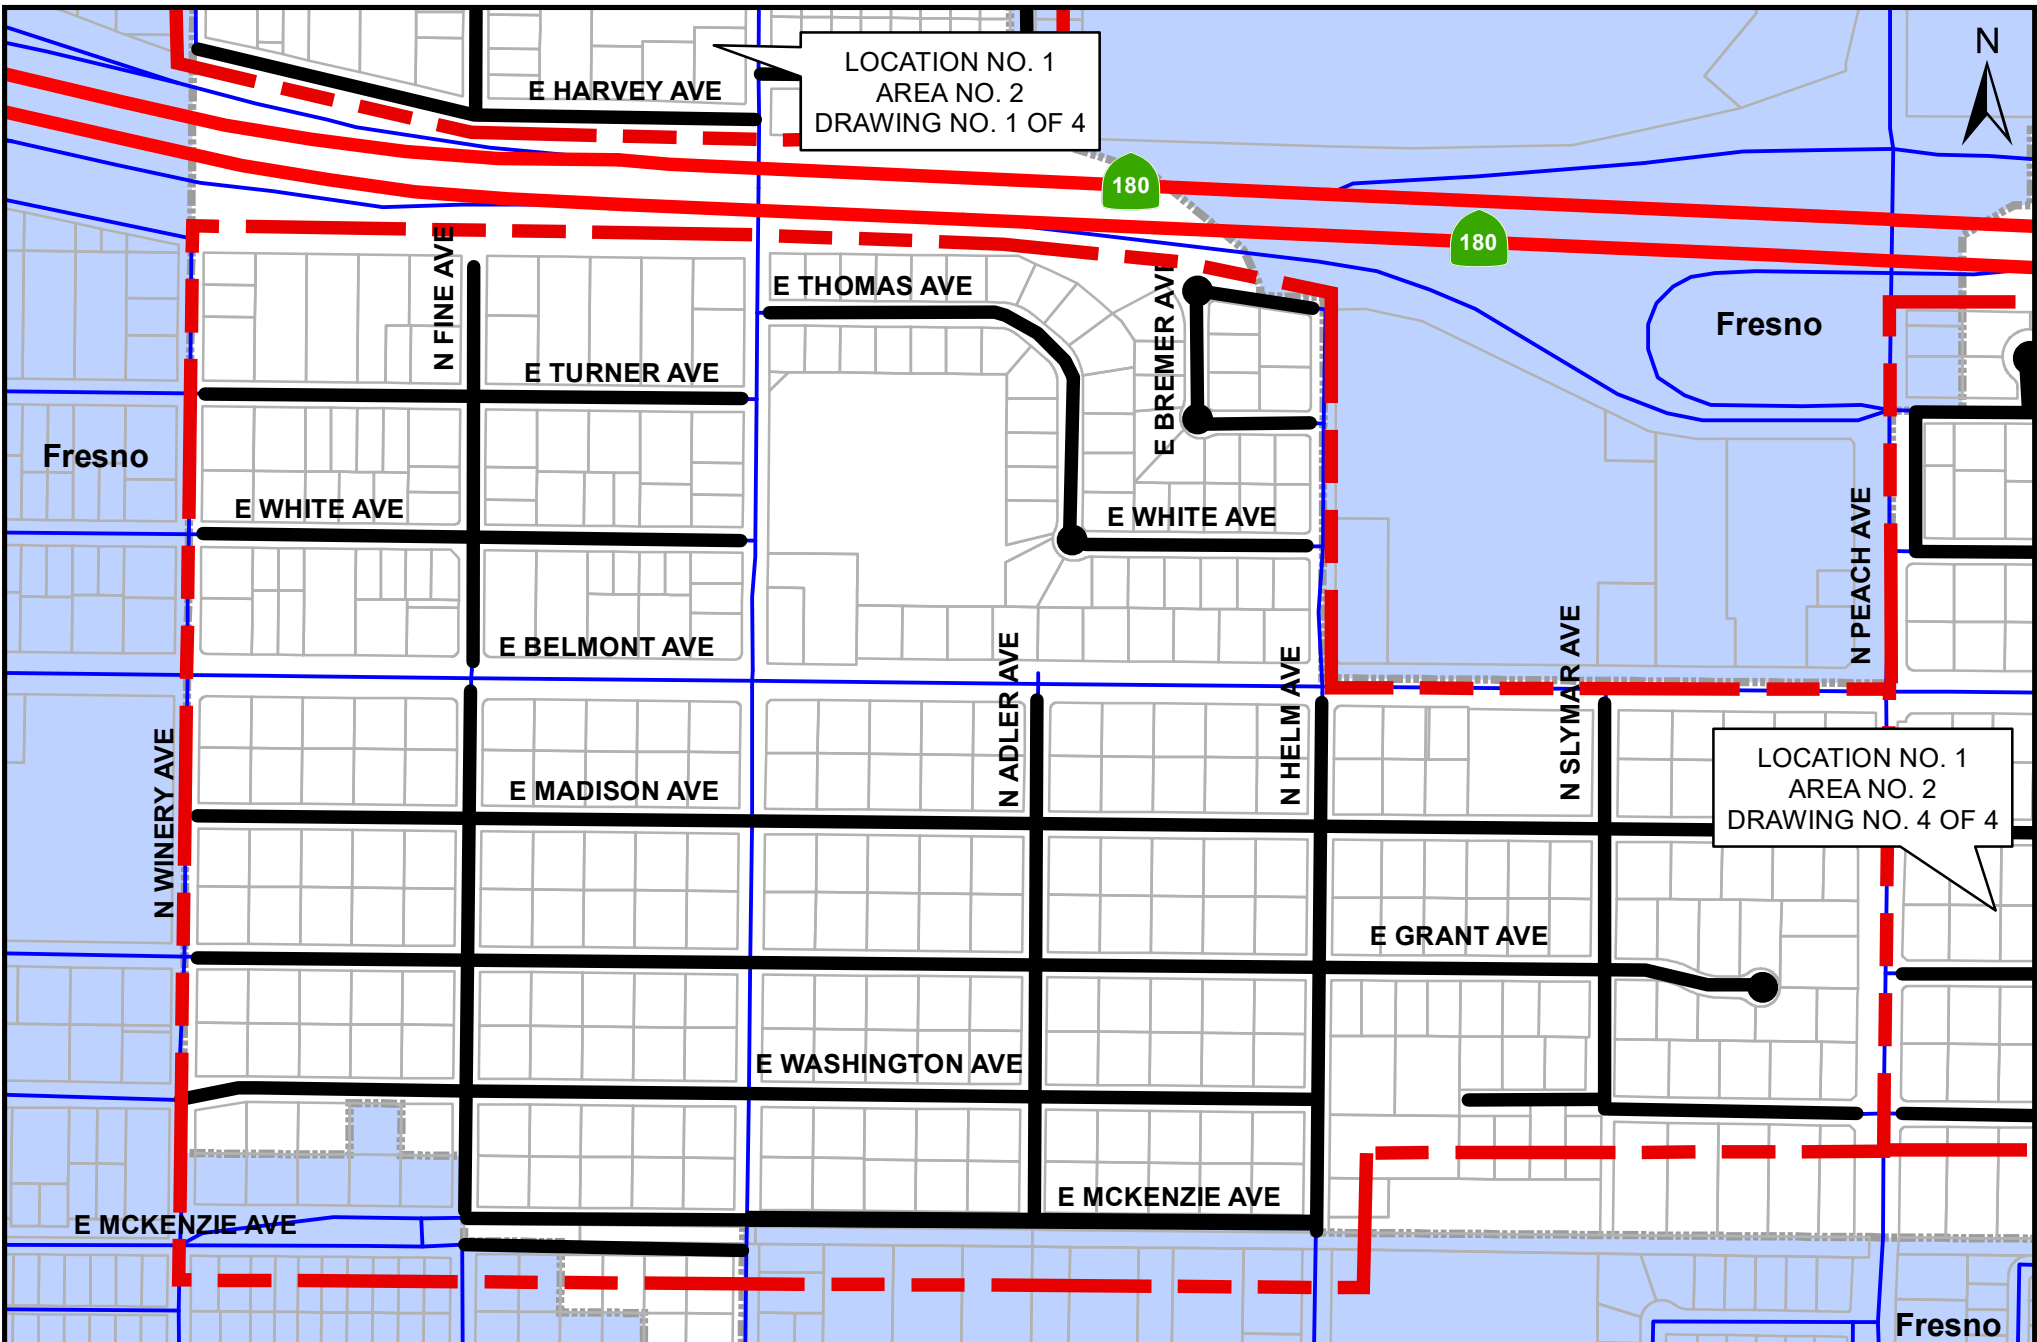 N
LOCATION NO. 1
AREA NO. 2
DRAWING NO. 1 OF 4
E HARVEY AVE
180
180
N FINE AVE
E THOMAS AVE
E BREMER AVE
Fresno
E TURNER AVE
Fresno
E WHITE AVE
E WHITE AVE
N PEACH AVE
E BELMONT AVE
N ADLER AVE
N HELM AVE
N SLYMAR AVE
N WINERY AVE
E MADISON AVE
LOCATION NO. 1
AREA NO. 2
DRAWING NO. 4 OF 4
E GRANT AVE
E WASHINGTON AVE
E MCKENZIE AVE
E MCKENZIE AVE
Fresno